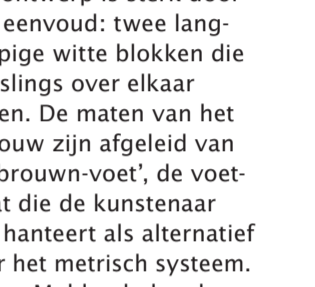 eenvoud: twee lang-
pige witte blokken die
slings over elkaar
en. De maten van het
ouw zijn afgeleid van
brouwn-voet’, de voet-
t die de kunstenaar
hanteert als alternatief
r het metrisch systeem.